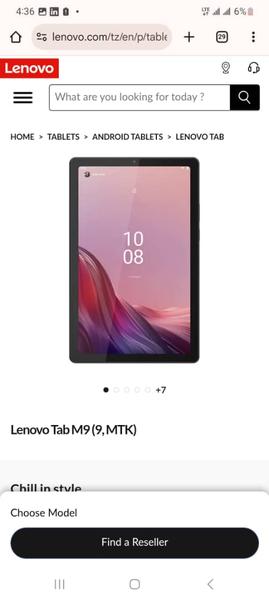 4:36
LTE
6%
lenovo.com/tz/en/p/table
29
Lenovo
What are you looking for today ?
HOME > TABLETS > ANDROID TABLETS > LENOVO TAB
10
08
+7
Lenovo Tab M9 (9, MTK)
Chill in style
Choose Model
Find a Reseller